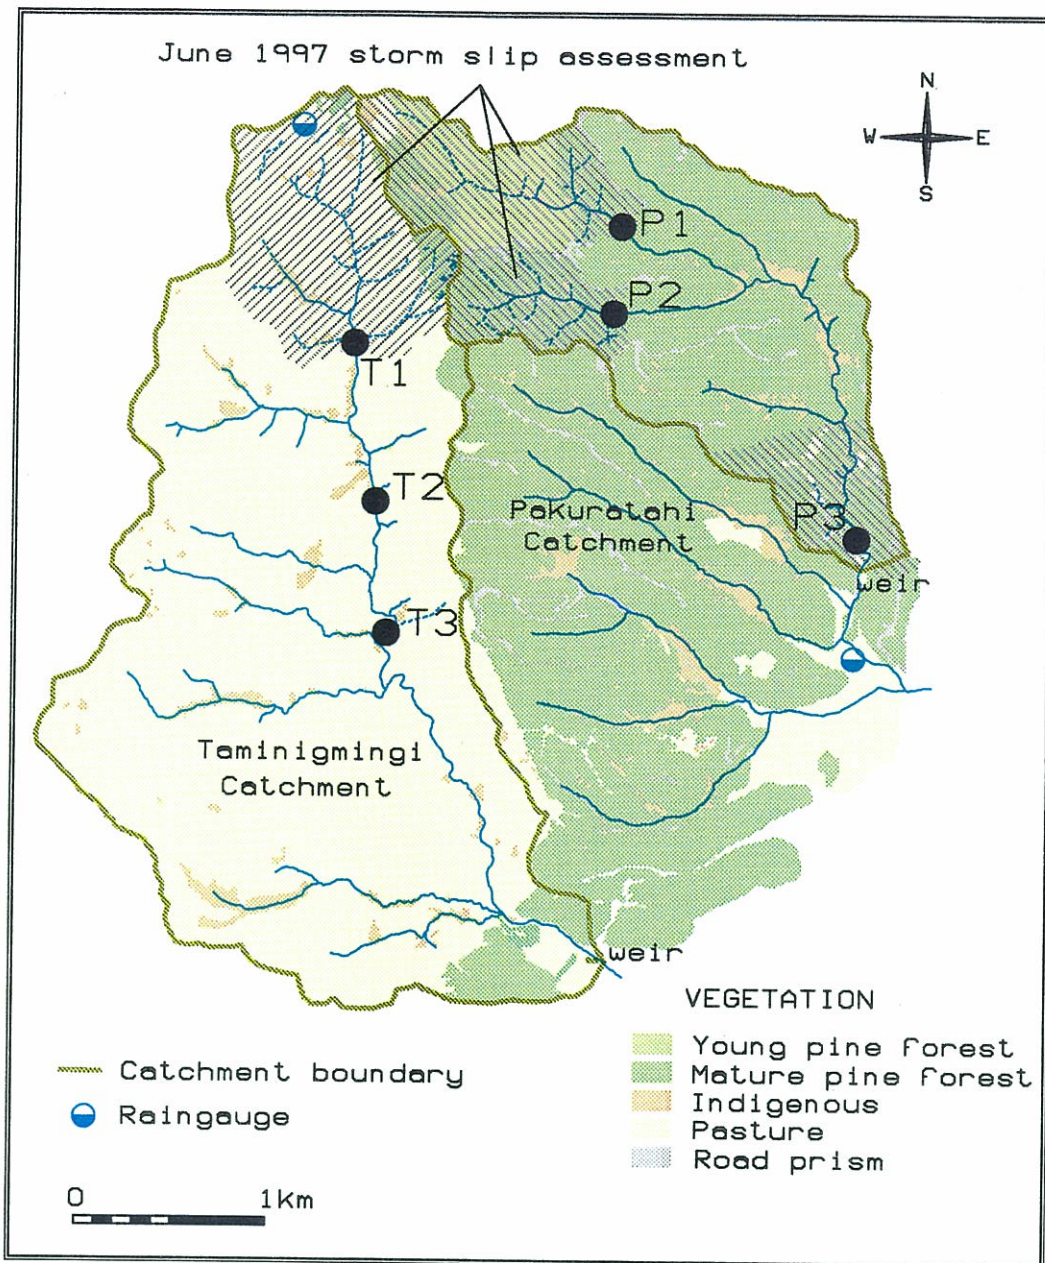 June 1997 storm slip assessment
N
W E
S
P1
P2
T1
T2
P3
Pakuratahi
Catchment
weir
T3
Taminigmingi
Catchment
weir
VEGETATION
Young pine forest
Mature pine forest
Indigenous
Pasture
Road prism
Catchment boundary
Raingauge
0 1km